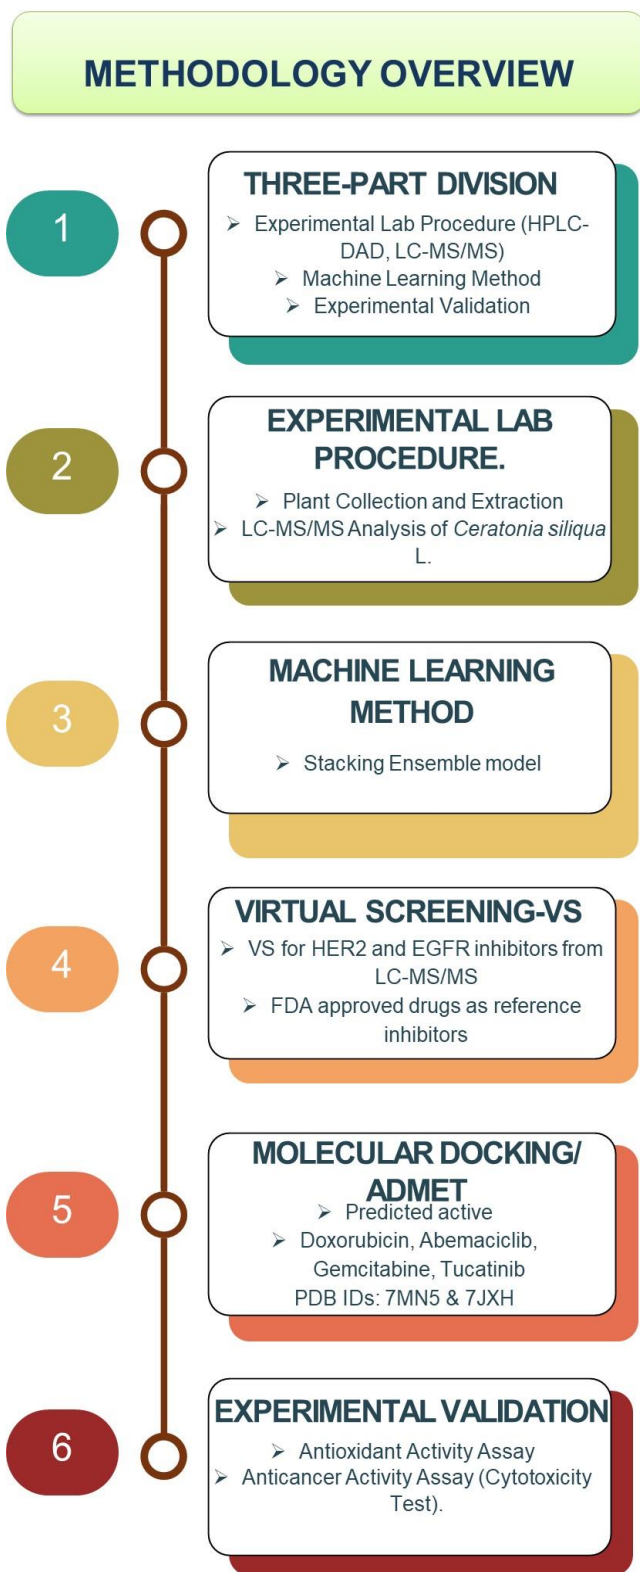 METHODOLOGY OVERVIEW
1
THREE-PART DIVISION
➢ Experimental Lab Procedure (HPLC-
DAD, LC-MS/MS)
➢ Machine Learning Method
➢ Experimental Validation
2
EXPERIMENTAL LAB
PROCEDURE.
➢ Plant Collection and Extraction
➢ LC-MS/MS Analysis of Ceratonia siliqua
L.
3
MACHINE LEARNING
METHOD
➢ Stacking Ensemble model
4
VIRTUAL SCREENING-VS
➢ VS for HER2 and EGFR inhibitors from
LC-MS/MS
➢ FDA approved drugs as reference
inhibitors
5
MOLECULAR DOCKING/
ADMET
➢ Predicted active
➢ Doxorubicin, Abemaciclib,
Gemcitabine, Tucatinib
PDB IDs: 7MN5 & 7JXH
6
EXPERIMENTAL VALIDATION
➢ Antioxidant Activity Assay
➢ Anticancer Activity Assay (Cytotoxicity
Test).